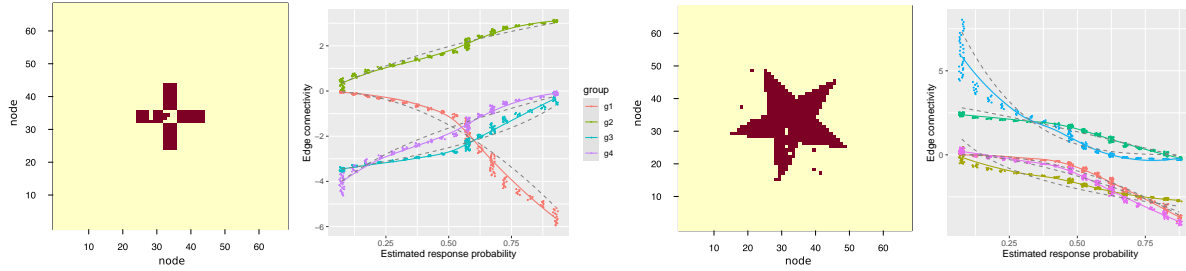 60
50
40
30
20
10
node
10 20 30 40 50 60
node
2
0
−2
−4
−6
Edge connectivity
0.25 0.50 0.75
Estimated response probability
group
g1
g2
g3
g4
60
50
40
30
20
10
node
10 20 30 40 50 60
node
5
0
Edge connectivity
0.25 0.50 0.75
Estimated response probability